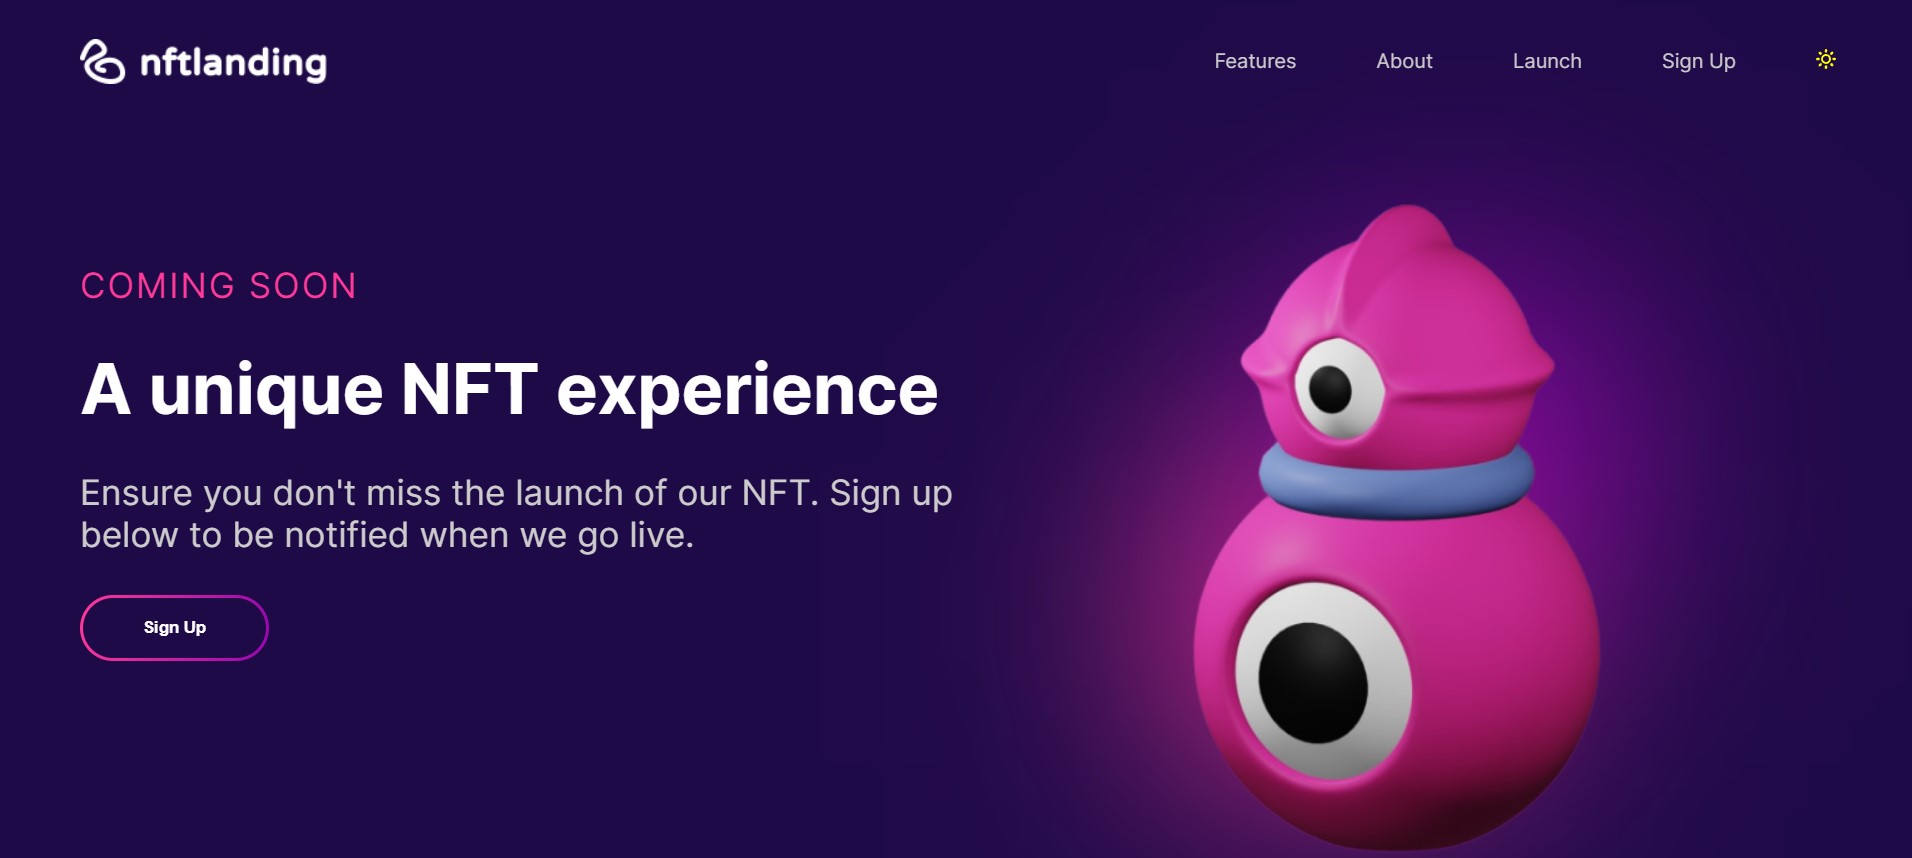 nftlanding
Features
About
Launch
Sign Up
COMING SOON
A unique NFT experience
Ensure you don't miss the launch of our NFT. Sign up
below to be notified when we go live.
Sign Up